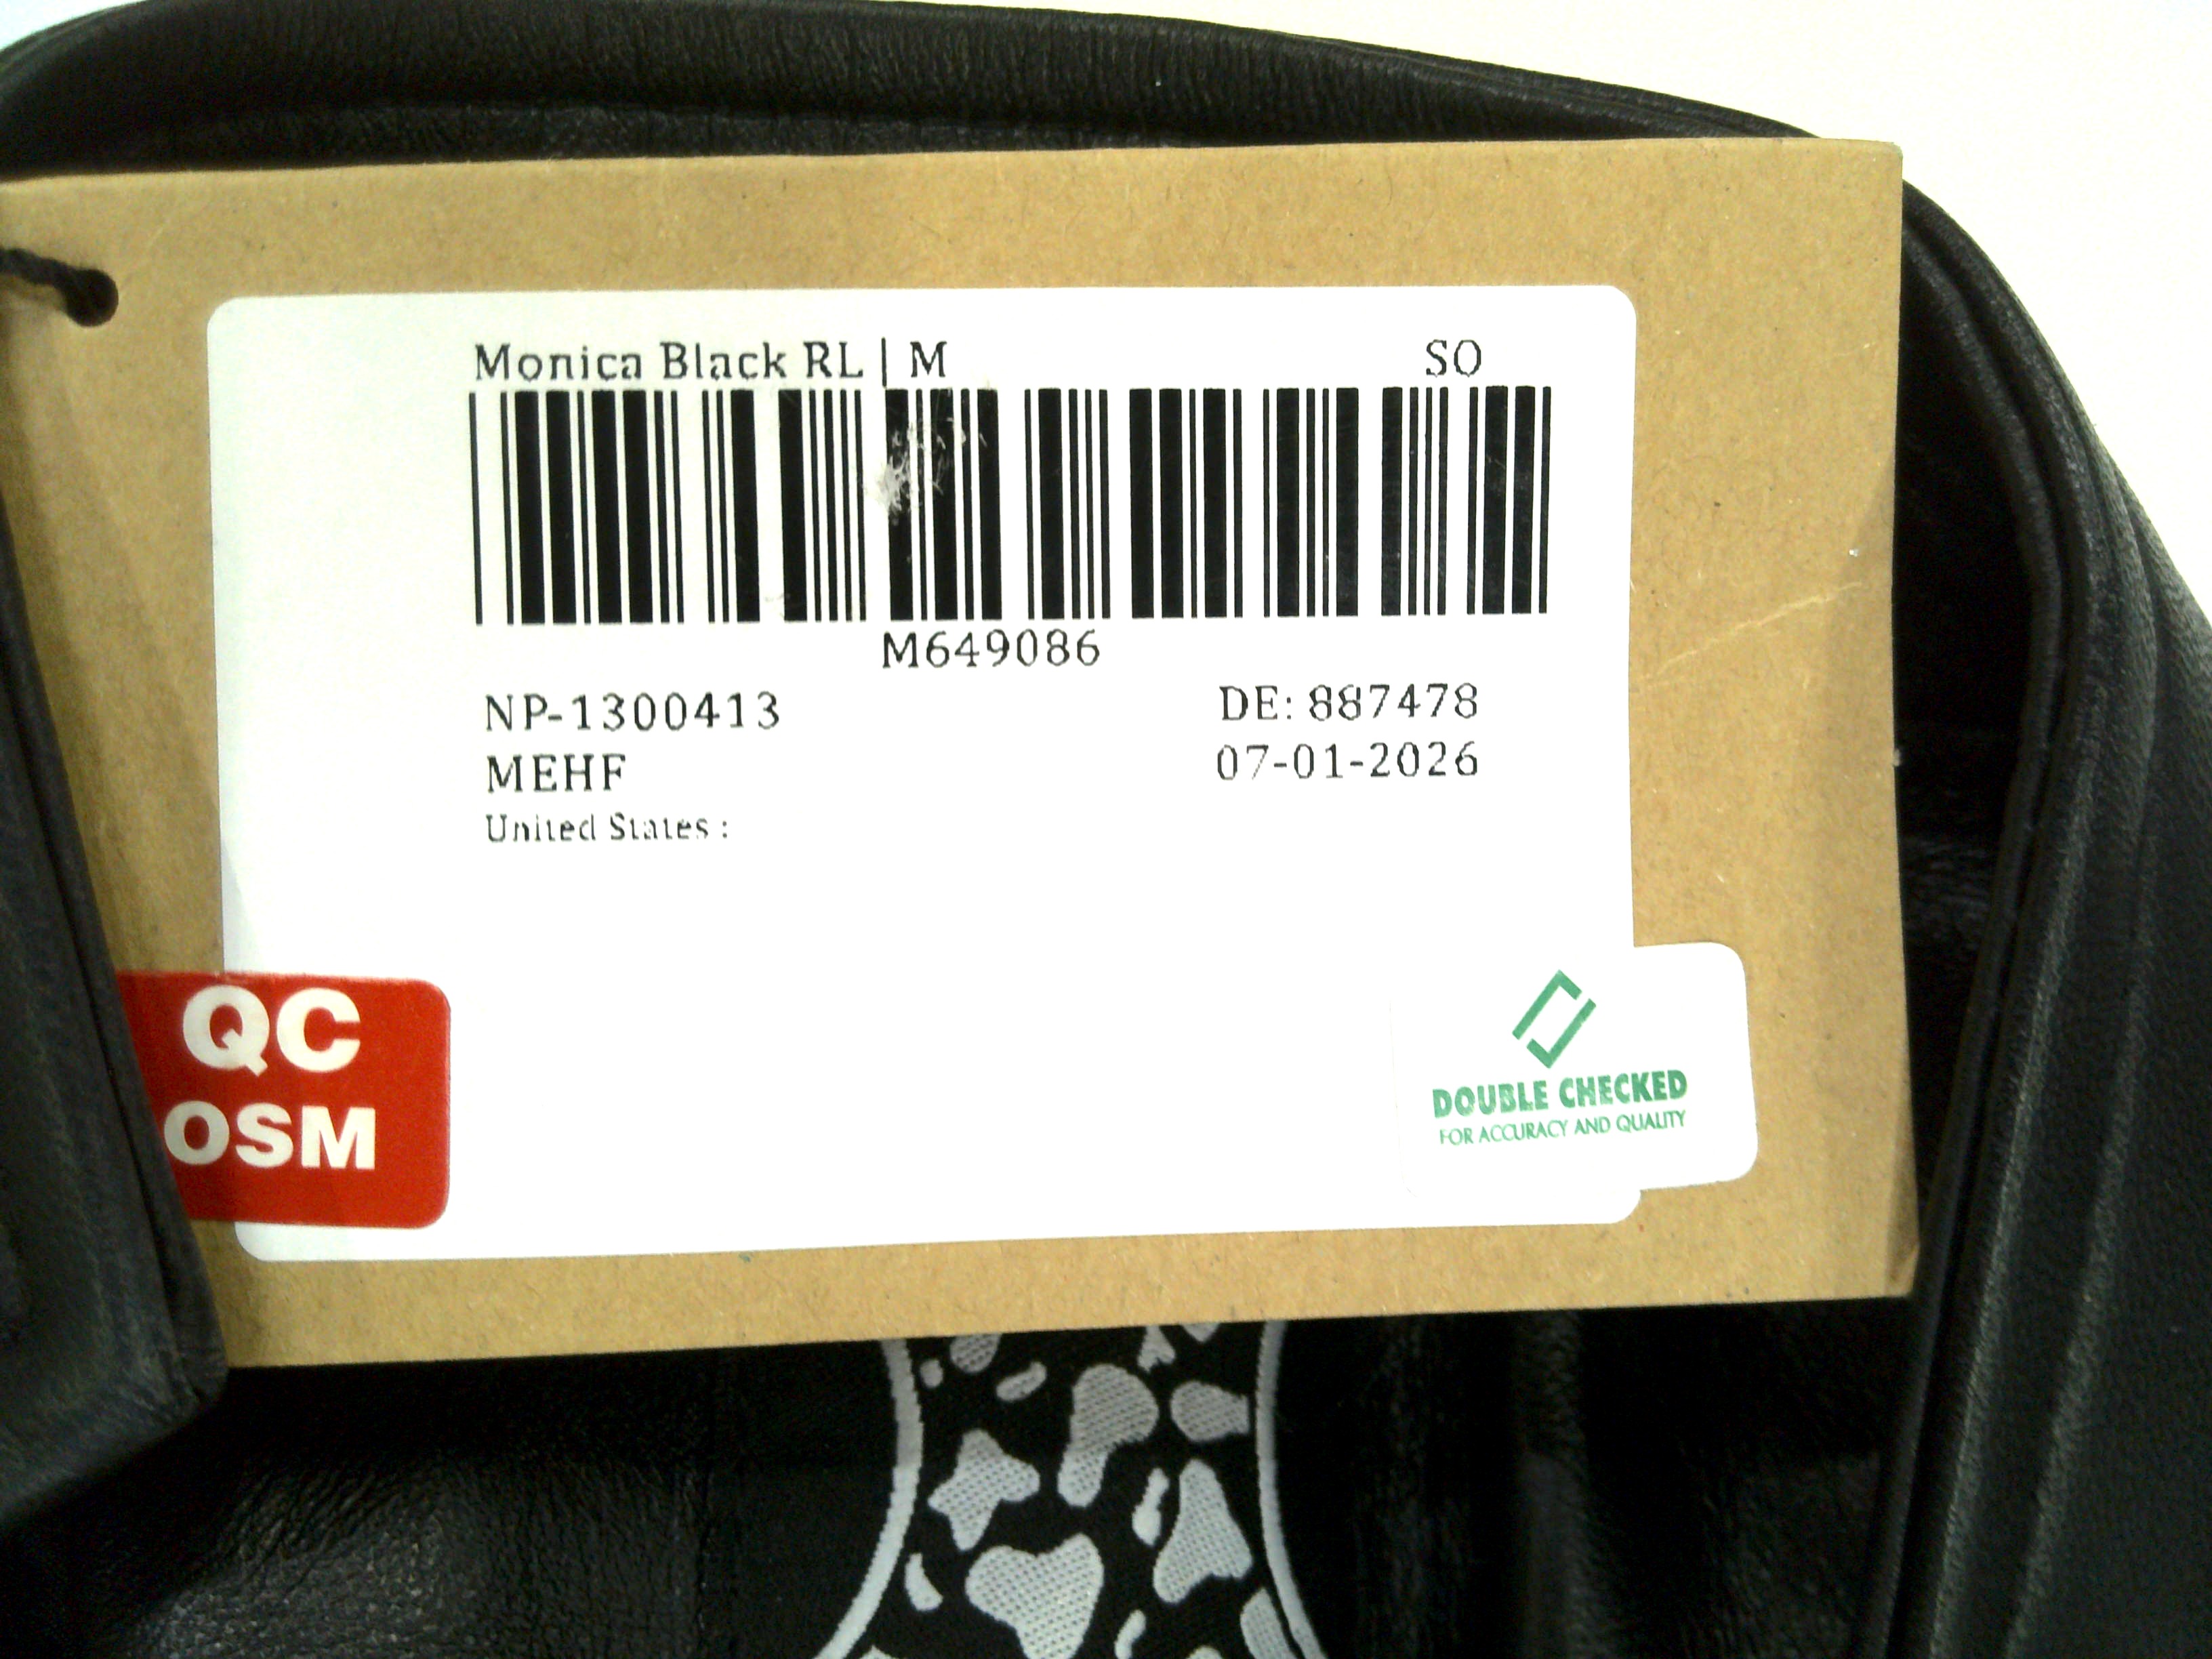 Monica Black RL | M SO
M649086
NP-1300413 DE: 887478
MEHF 07-01-2026
United States :
QC
OSM
DOUBLE CHECKED
FOR ACCURACY AND QUALITY